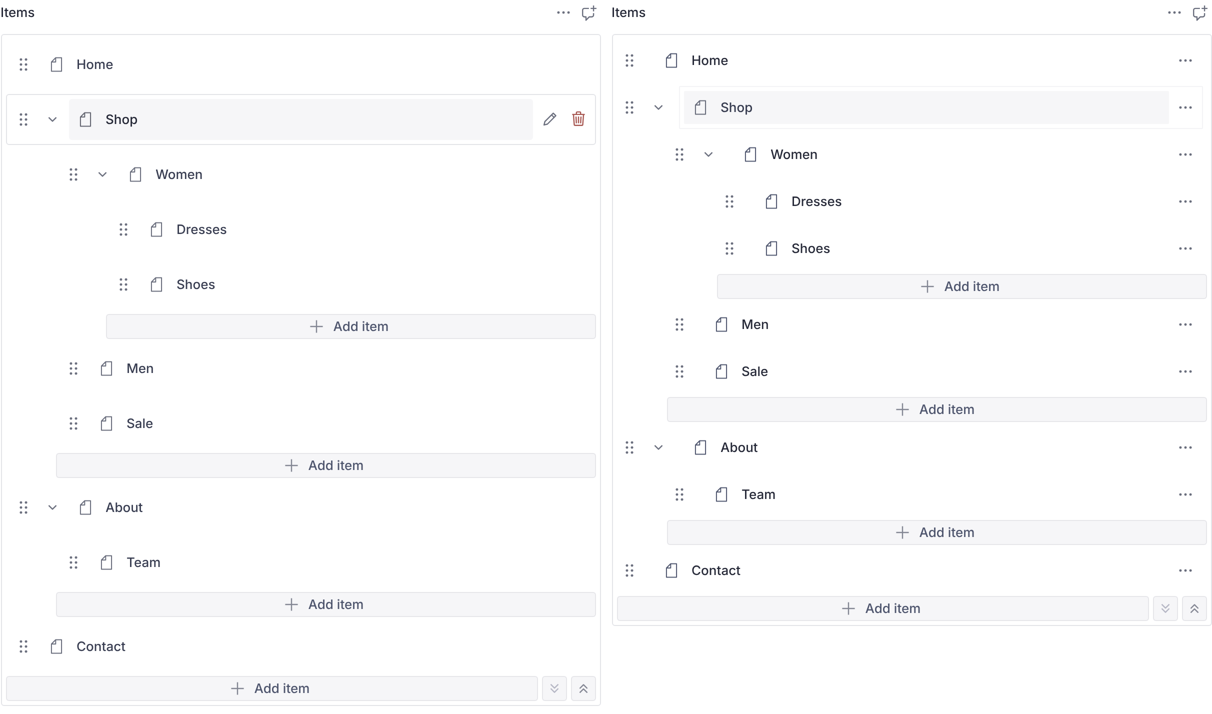 Items
Home
Shop
Women
Dresses
Shoes
Add item
Men
Sale
Add item
About
Team
Add item
Contact
Add item
Items
Home
Shop
Women
Dresses
Shoes
Add item
Men
Sale
Add item
About
Team
Add item
Contact
Add item